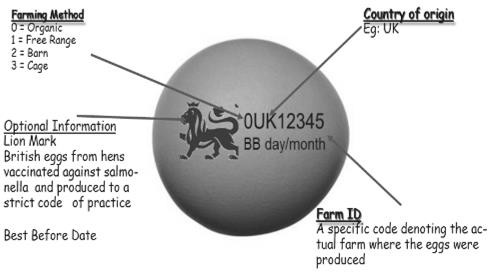 Farming Method
0 = Organic
1 = Free Range
2 = Barn
3 = Cage
Country of origin
Eg: UK
0UK12345
BB day/month
Optional Information
Lion Mark
British eggs from hens
vaccinated against salmo-
nella and produced to a
strict code of practice
Best Before Date
Farm ID
A specific code denoting the ac-
tual farm where the eggs were
produced